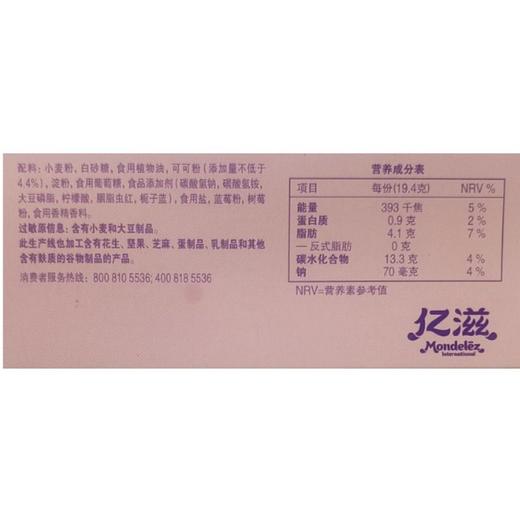 配料：小麦粉，白砂糖，食用植物油，可可粉（添加量不低于
4.4%），淀粉，食用葡萄糖，食品添加剂（碳酸氢钠，碳酸氢铵，
大豆磷脂，柠檬酸，胭脂虫红，栀子蓝），食用盐，蓝莓粉，树莓
粉，食用香精香料。
过敏原信息：含有小麦和大豆制品。
此生产线也加工含有花生、坚果、芝麻、蛋制品、乳制品和其他
含有麸质的谷物制品的产品。
消费者服务热线：800 810 5536；400 818 5536
营养成分表
项目 每份(19.4克) NRV %
能量 393 千焦 5 %
蛋白质 0.9 克 2 %
脂肪 4.1 克 7 %
— 反式脂肪 0 克
碳水化合物 13.3 克 4 %
钠 70 毫克 4 %
NRV=营养素参考值
亿滋
Mondelēz
International